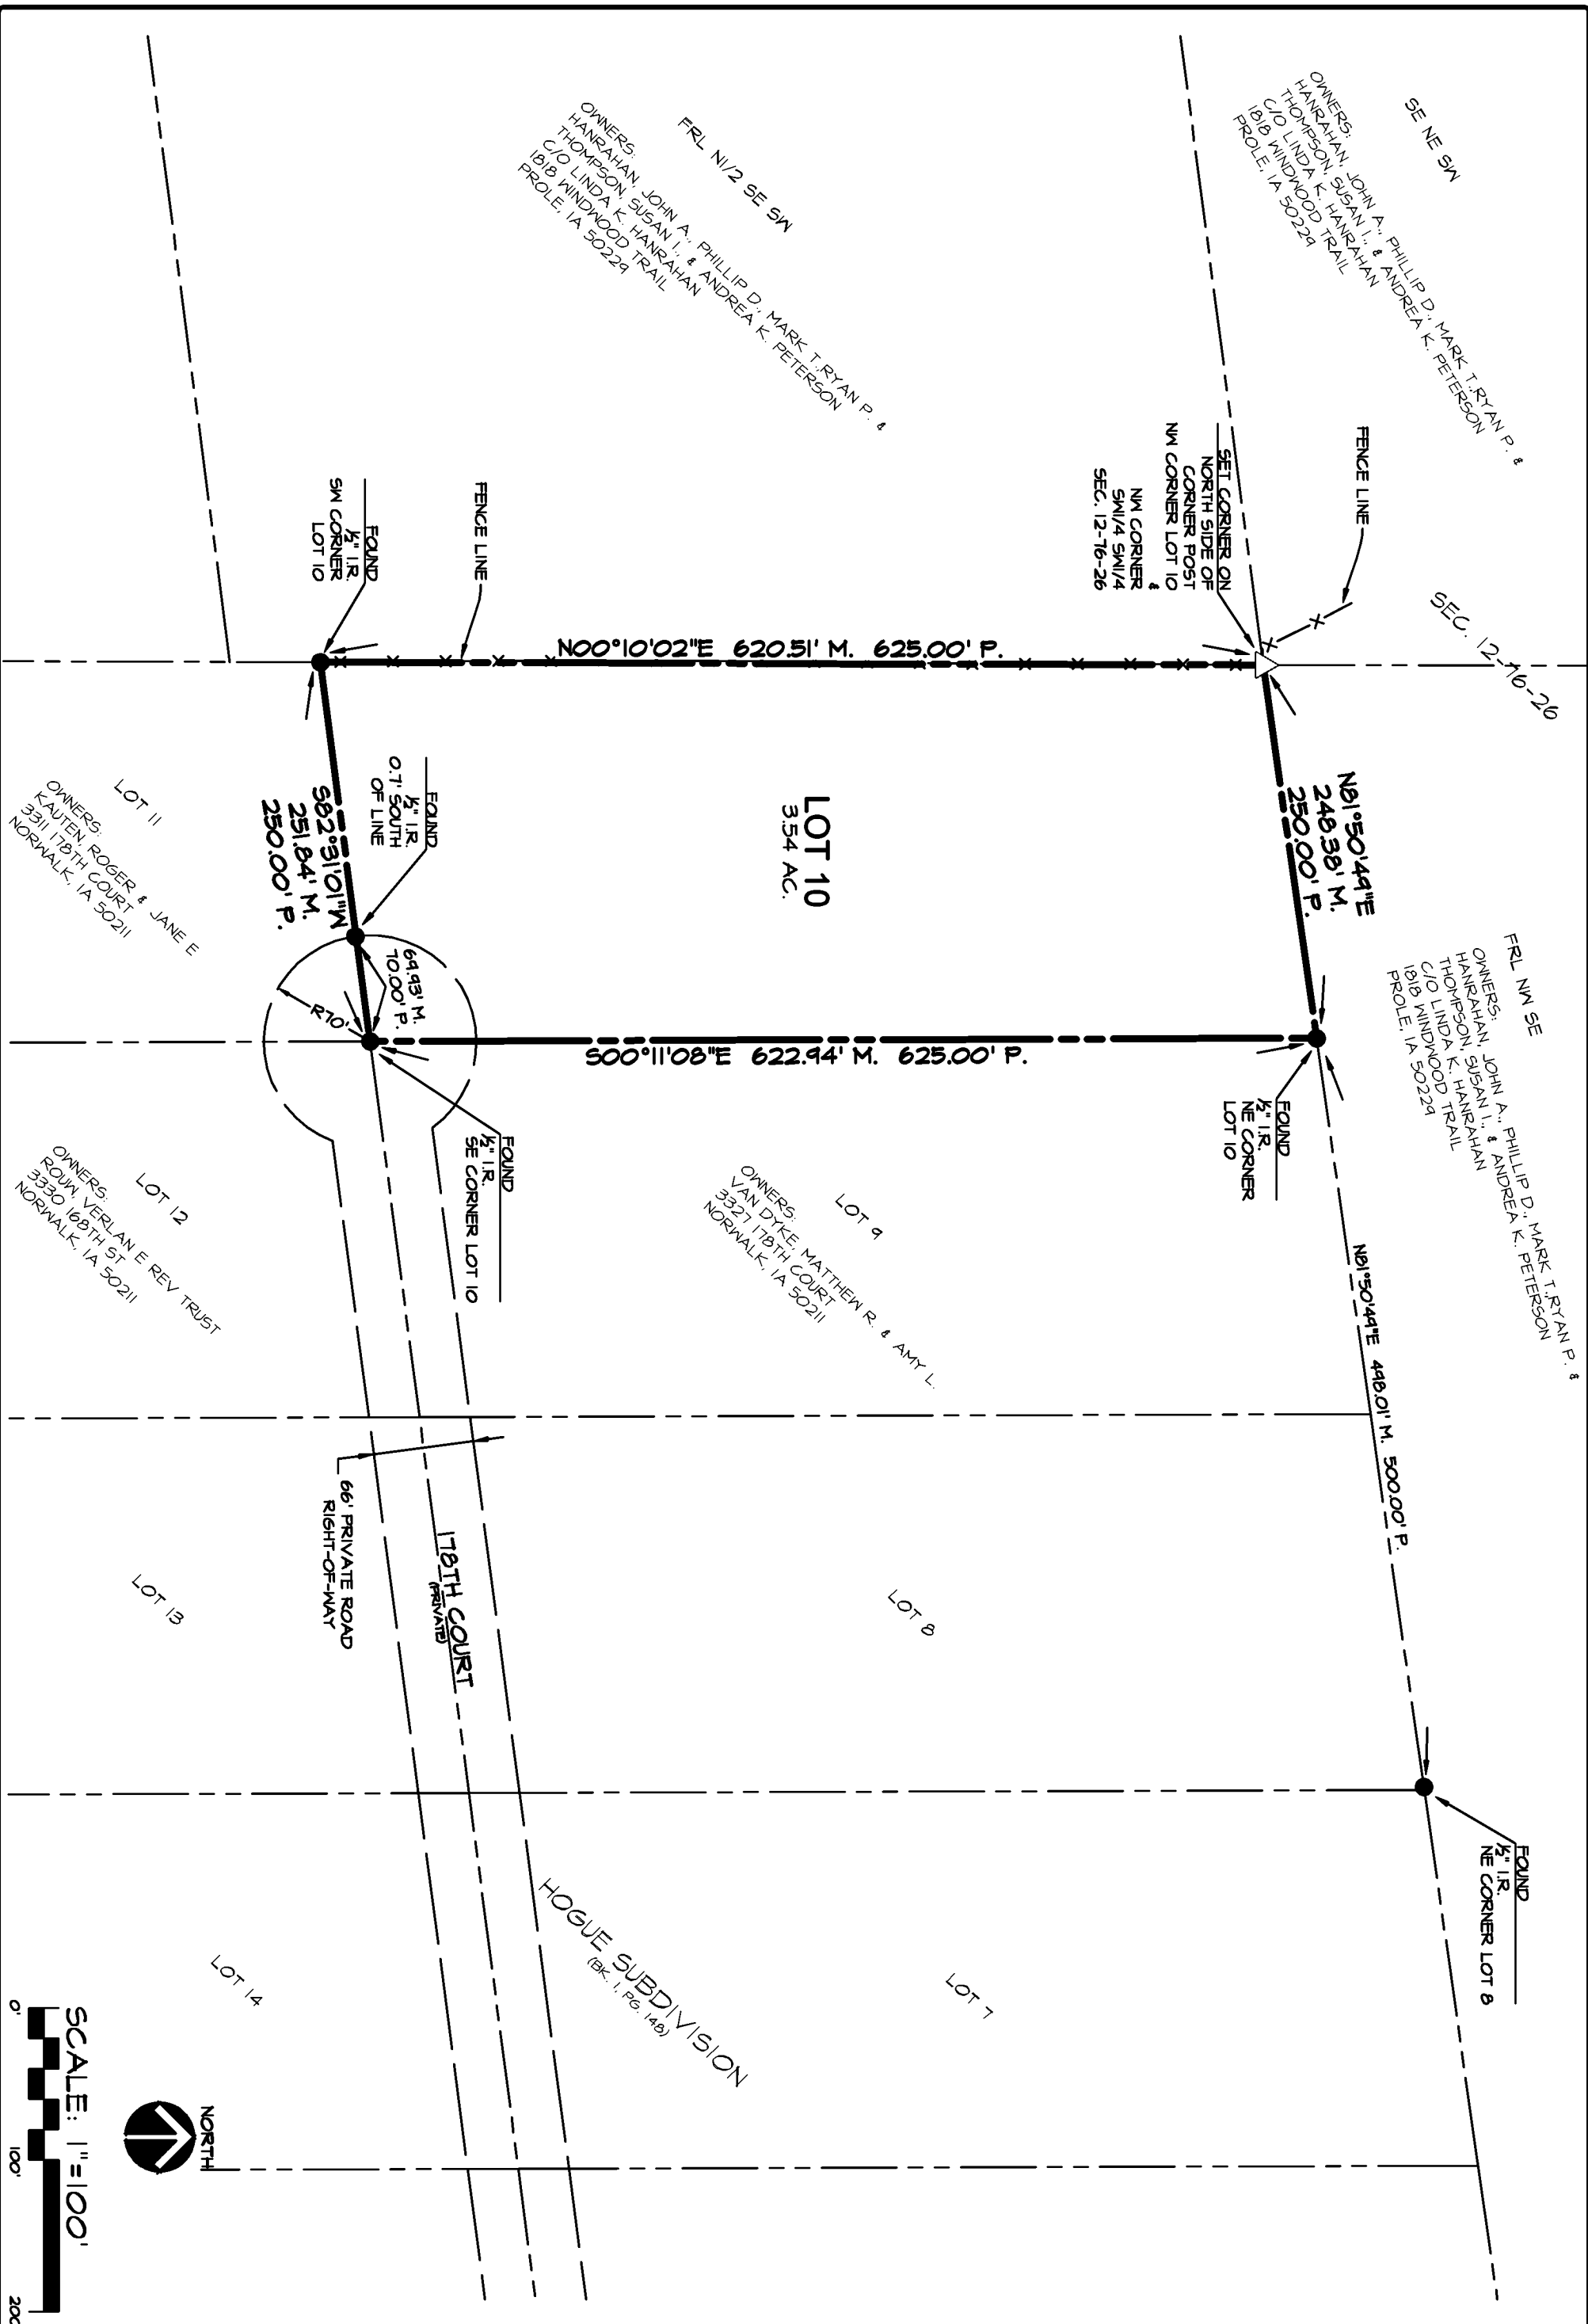 SE NE SW
OWNERS:
HANRAHAN, JOHN A., PHILLIP D., MARK T.,RYAN P. &
THOMPSON, SUSAN I., & ANDREA K. PETERSON
C/O LINDA K. HANRAHAN
1818 WINDWOOD TRAIL
PROLE, IA 50229
FRL N1/2 SE SW
OWNERS:
HANRAHAN, JOHN A., PHILLIP D., MARK T.,RYAN P. &
THOMPSON, SUSAN I., & ANDREA K. PETERSON
C/O LINDA K. HANRAHAN
1818 WINDWOOD TRAIL
PROLE, IA 50229
FENCE LINE
SET CORNER ON
NORTH SIDE OF
CORNER POST
NW CORNER LOT 10
&
NW CORNER
SW1/4 SW1/4
SEC. 12-76-26
SEC. 12-76-26
FENCE LINE
FOUND
½" I.R.
SW CORNER
LOT 10
N00°10'02"E 620.51' M. 625.00' P.
N81°50'49"E
248.38' M.
250.00' P.
LOT 10
3.54 AC.
FOUND
½" I.R.
0.7' SOUTH
OF LINE
S82°31'01"W
251.84' M.
250.00' P.
69.93' M.
70.00' P.
R70'
S00°11'08"E 622.94' M. 625.00' P.
LOT 11
OWNERS:
KAUTEN, ROGER & JANE E
3311 178TH COURT
NORWALK, IA 50211
FRL NW SE
OWNERS:
HANRAHAN, JOHN A., PHILLIP D., MARK T.,RYAN P. &
THOMPSON, SUSAN I., & ANDREA K. PETERSON
C/O LINDA K. HANRAHAN
1818 WINDWOOD TRAIL
PROLE, IA 50229
FOUND
½" I.R.
NE CORNER
LOT 10
FOUND
½" I.R.
SE CORNER LOT 10
LOT 9
OWNERS:
VAN DYKE, MATTHEW R. & AMY L.
3327 178TH COURT
NORWALK, IA 50211
LOT 12
OWNERS:
ROUW, VERLAN E REV TRUST
3330 168TH ST
NORWALK, IA 50211
N81°50'49"E 498.01' M. 500.00' P.
66' PRIVATE ROAD
RIGHT-OF-WAY
178TH COURT
(PRIVATE)
LOT 8
LOT 13
FOUND
½" I.R.
NE CORNER LOT 8
HOGUE SUBDIVISION
(BK. 1, PG. 148)
LOT 7
LOT 14
NORTH
SCALE: 1"=100'
0' 100' 200